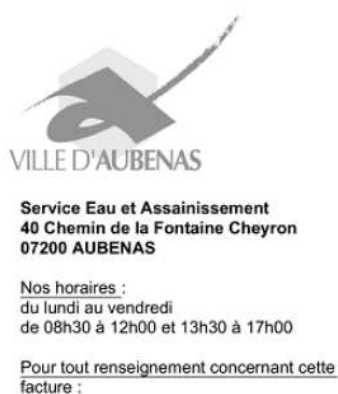 VILLE D'AUBENAS
Service Eau et Assainissement
40 Chemin de la Fontaine Cheyron
07200 AUBENAS
Nos horaires :
du lundi au vendredi
de 08h30 à 12h00 et 13h30 à 17h00
Pour tout renseignement concernant cette
facture :